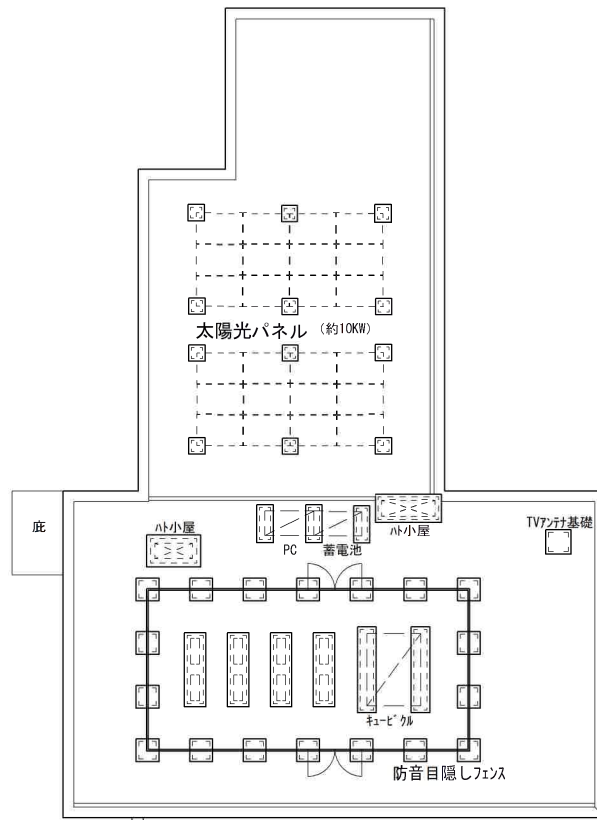 太陽光パネル (約10KW)
庇
ﾊﾄ小屋
PC
蓄電池
ﾊﾄ小屋
TVｱﾝﾃﾅ基礎
ｷｭｰﾋﾞｸﾙ
防音目隠しﾌｪﾝｽ